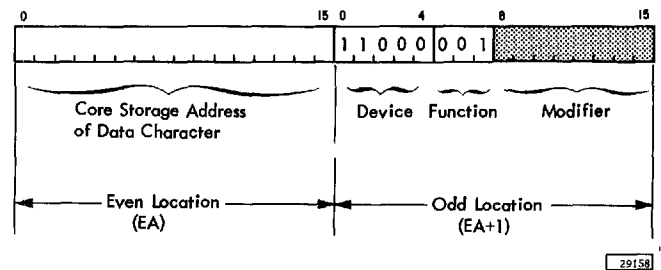 0 15 0 4 8 15
1 1 0 0 0 0 0 1
Core Storage Address
of Data Character
Device Function Modifier
Even Location
(EA)
Odd Location
(EA+1)
29158